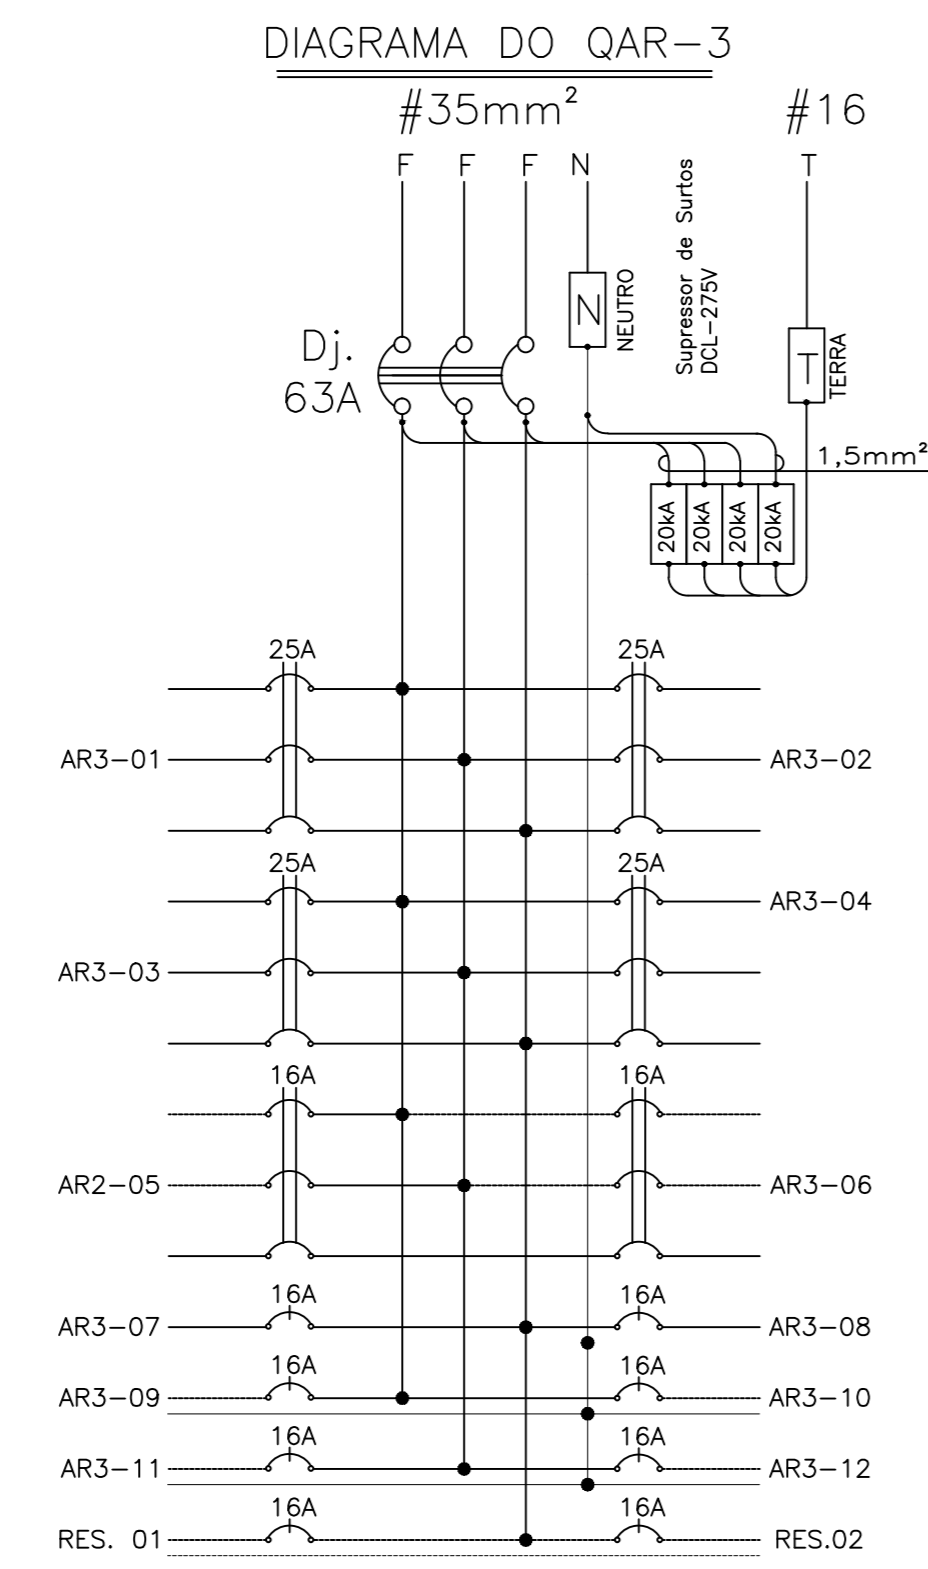 DIAGRAMA DO QAR-3
#35mm²
#16
F F F N T
Supressor de Surtos
DCL-275V
N
NEUTRO
T
TERRA
Dj.
63A
1,5mm²
20kA 20kA 20kA 20kA
25A 25A
AR3-01 AR3-02
25A 25A
AR3-04
AR3-03
16A 16A
AR2-05 AR3-06
16A 16A
AR3-07 AR3-08
16A 16A
AR3-09 AR3-10
16A 16A
AR3-11 AR3-12
16A 16A
RES. 01 RES.02